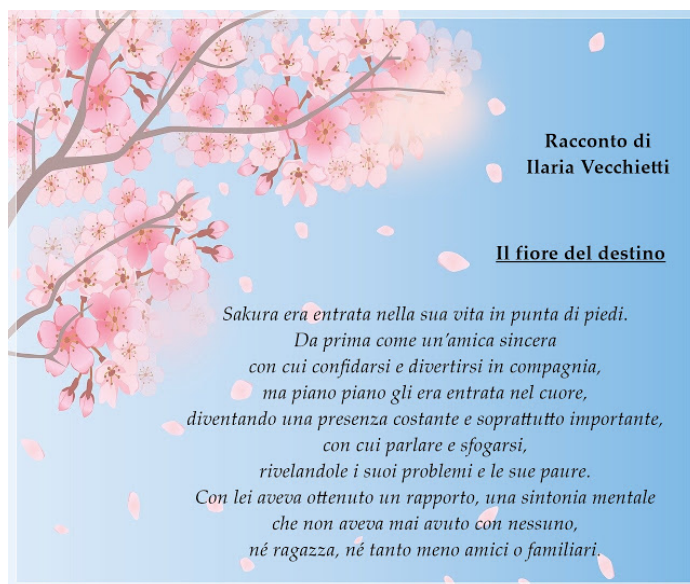 Racconto di
Ilaria Vecchietti
Il fiore del destino
Sakura era entrata nella sua vita in punta di piedi.
Da prima come un'amica sincera
con cui confidarsi e divertirsi in compagnia,
ma piano piano gli era entrata nel cuore,
diventando una presenza costante e soprattutto importante,
con cui parlare e sfogarsi,
rivelandole i suoi problemi e le sue paure.
Con lei aveva ottenuto un rapporto, una sintonia mentale
che non aveva mai avuto con nessuno,
né ragazza, né tanto meno amici o familiari.